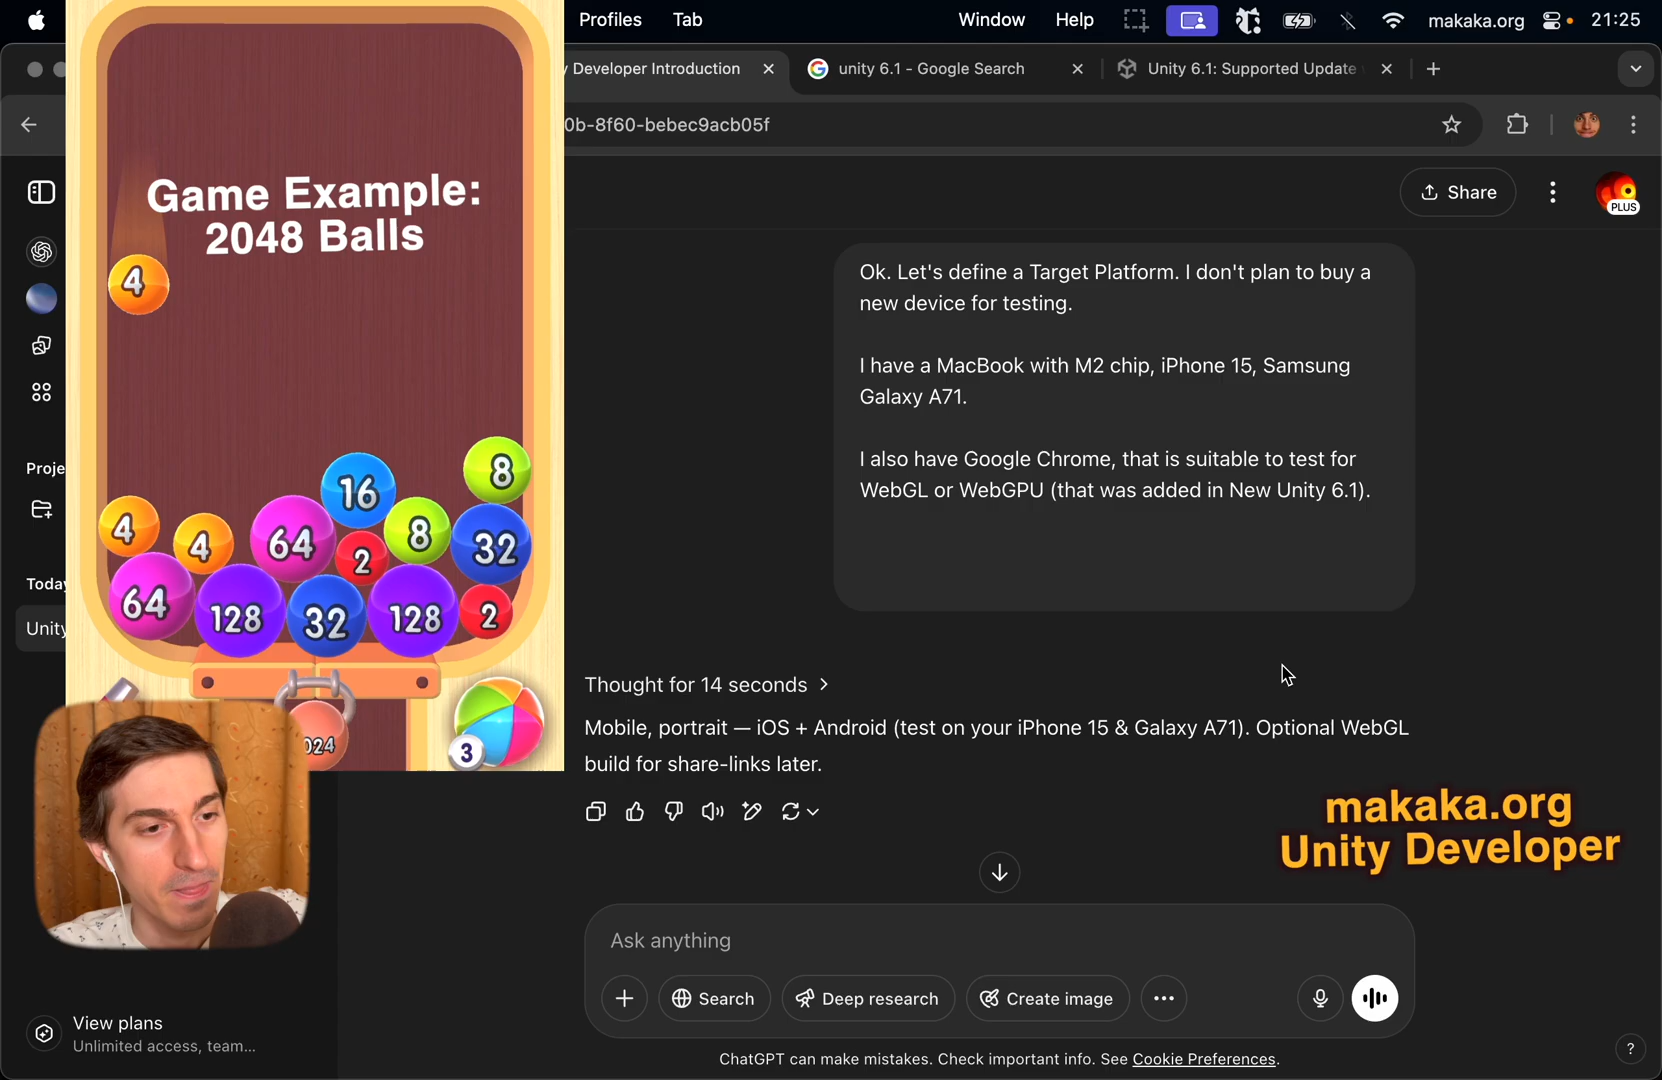 Profiles Tab Window Help makaka.org 21:25
Developer Introduction
unity 6.1 - Google Search
Unity 6.1: Supported Update
0b-8f60-bebec9acb05f
Share
PLUS
Game Example:
2048 Balls
4
16
8
4
4
64
2
8
32
64
128
32
128
2
024
3
Proje
Today
Unity
Ok. Let's define a Target Platform. I don't plan to buy a
new device for testing.
I have a MacBook with M2 chip, iPhone 15, Samsung
Galaxy A71.
I also have Google Chrome, that is suitable to test for
WebGL or WebGPU (that was added in New Unity 6.1).
Thought for 14 seconds >
Mobile, portrait — iOS + Android (test on your iPhone 15 & Galaxy A71). Optional WebGL
build for share-links later.
makaka.org
Unity Developer
Ask anything
Search Deep research Create image
View plans
Unlimited access, team...
ChatGPT can make mistakes. Check important info. See Cookie Preferences.
?